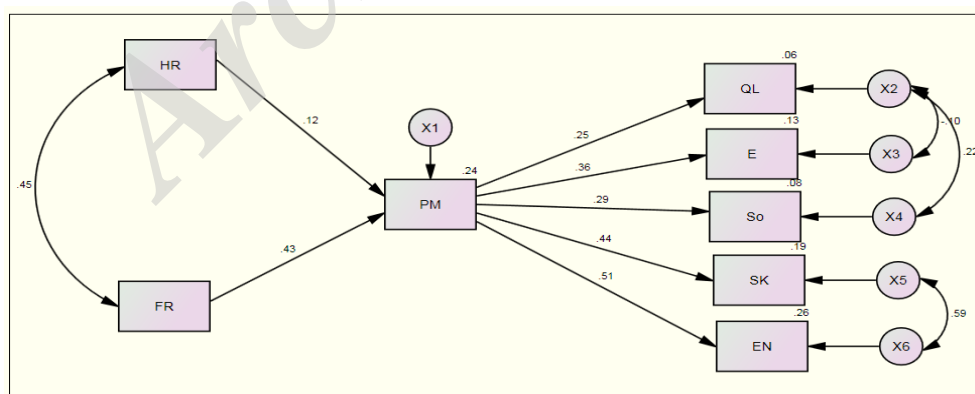 Arc
HR
.12
.45
FR
.43
X1
.24
PM
.25
.36
.29
.44
.51
.06
QL
X2
.13
E
X3
-.10
.22
.08
So
X4
.19
SK
X5
.59
.26
EN
X6